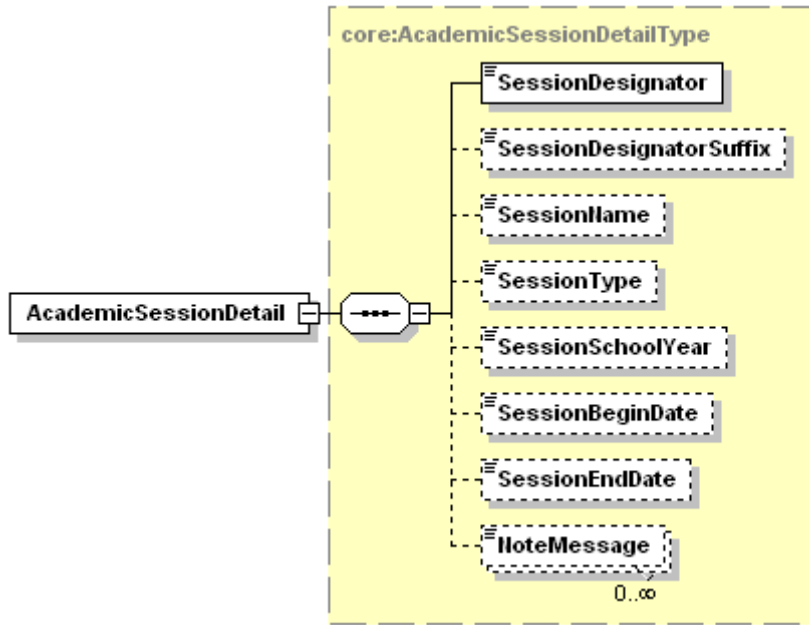 core:AcademicSessionDetailType
SessionDesignator
SessionDesignatorSuffix
SessionName
SessionType
AcademicSessionDetail
SessionSchoolYear
SessionBeginDate
SessionEndDate
NoteMessage
0..∞